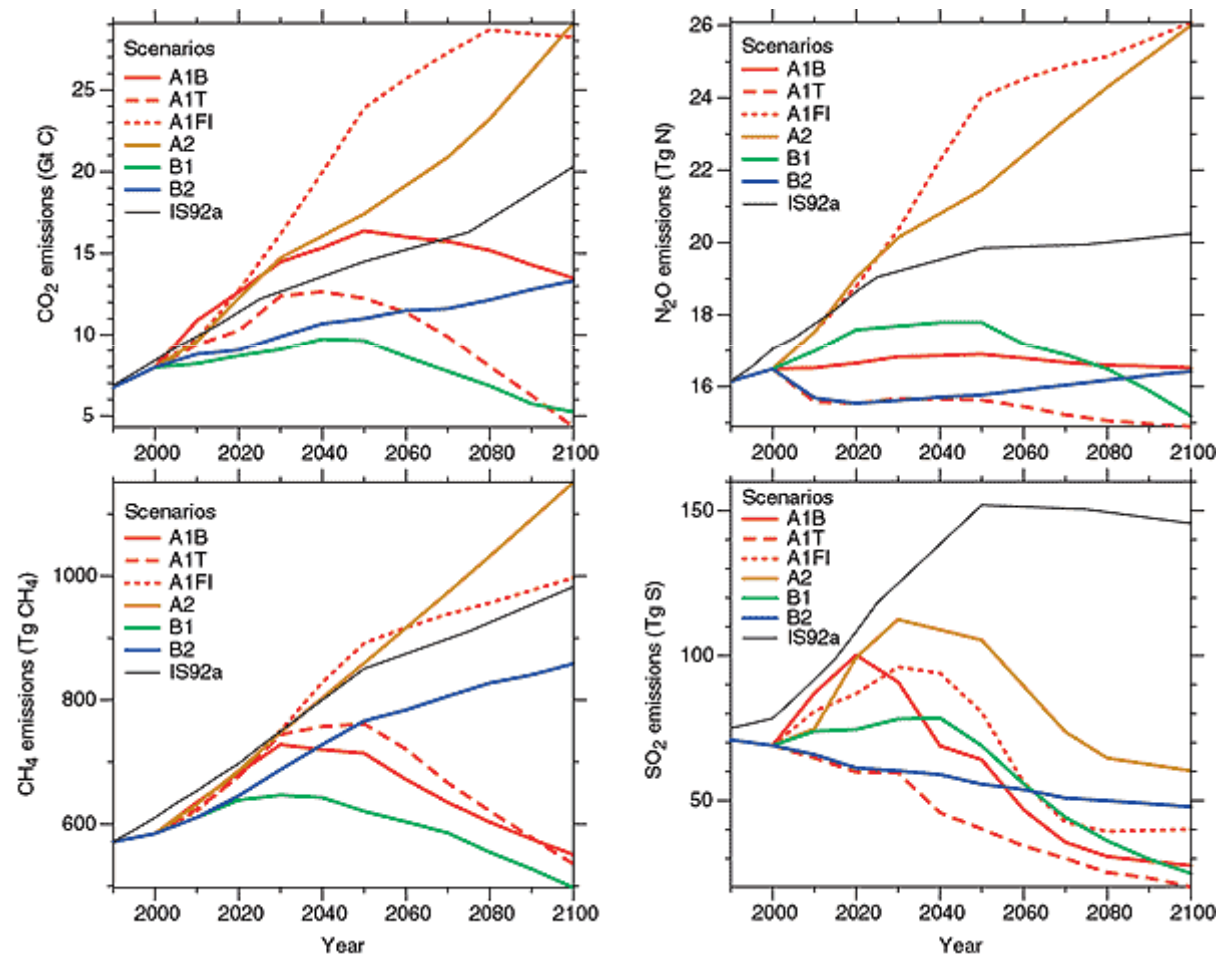 Scenarios
A1B
A1T
A1FI
A2
B1
B2
IS92a
CO2 emissions (Gt C)
25
20
15
10
5
2000 2020 2040 2060 2080 2100
Scenarios
A1B
A1T
A1FI
A2
B1
B2
IS92a
N2O emissions (Tg N)
26
24
22
20
18
16
2000 2020 2040 2060 2080 2100
Scenarios
A1B
A1T
A1FI
A2
B1
B2
IS92a
CH4 emissions (Tg CH4)
1000
800
600
2000 2020 2040 2060 2080 2100
Year
Scenarios
A1B
A1T
A1FI
A2
B1
B2
IS92a
SO2 emissions (Tg S)
150
100
50
2000 2020 2040 2060 2080 2100
Year